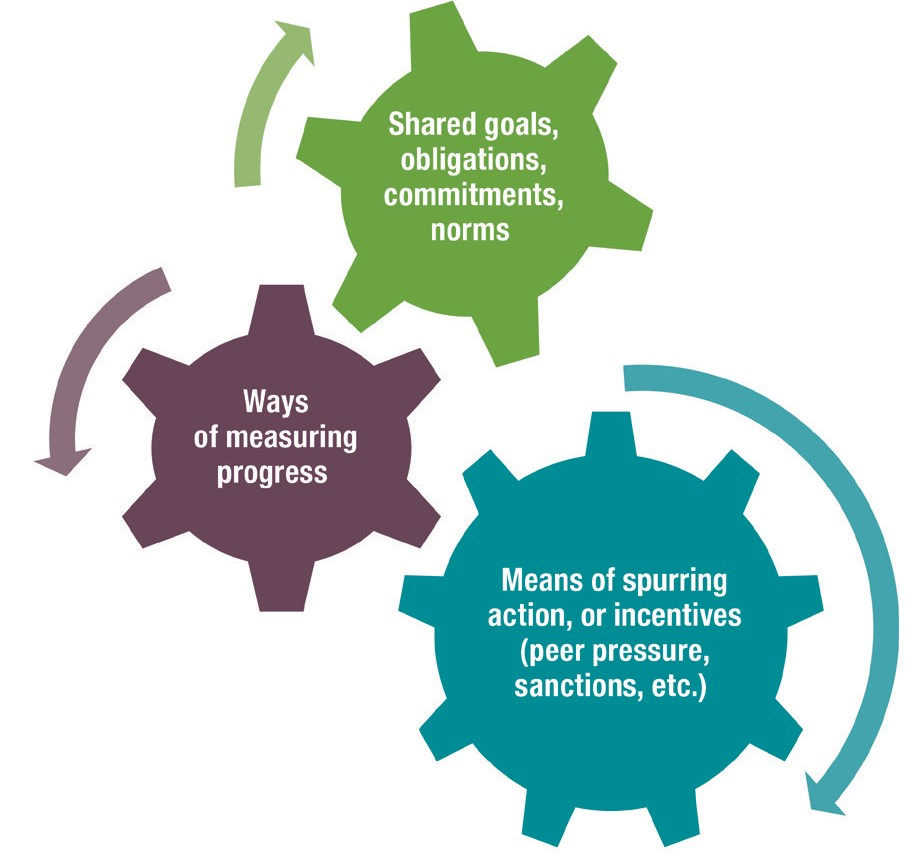 Shared goals,
obligations,
commitments,
norms
Ways
of measuring
progress
Means of spurring
action, or incentives
(peer pressure,
sanctions, etc.)